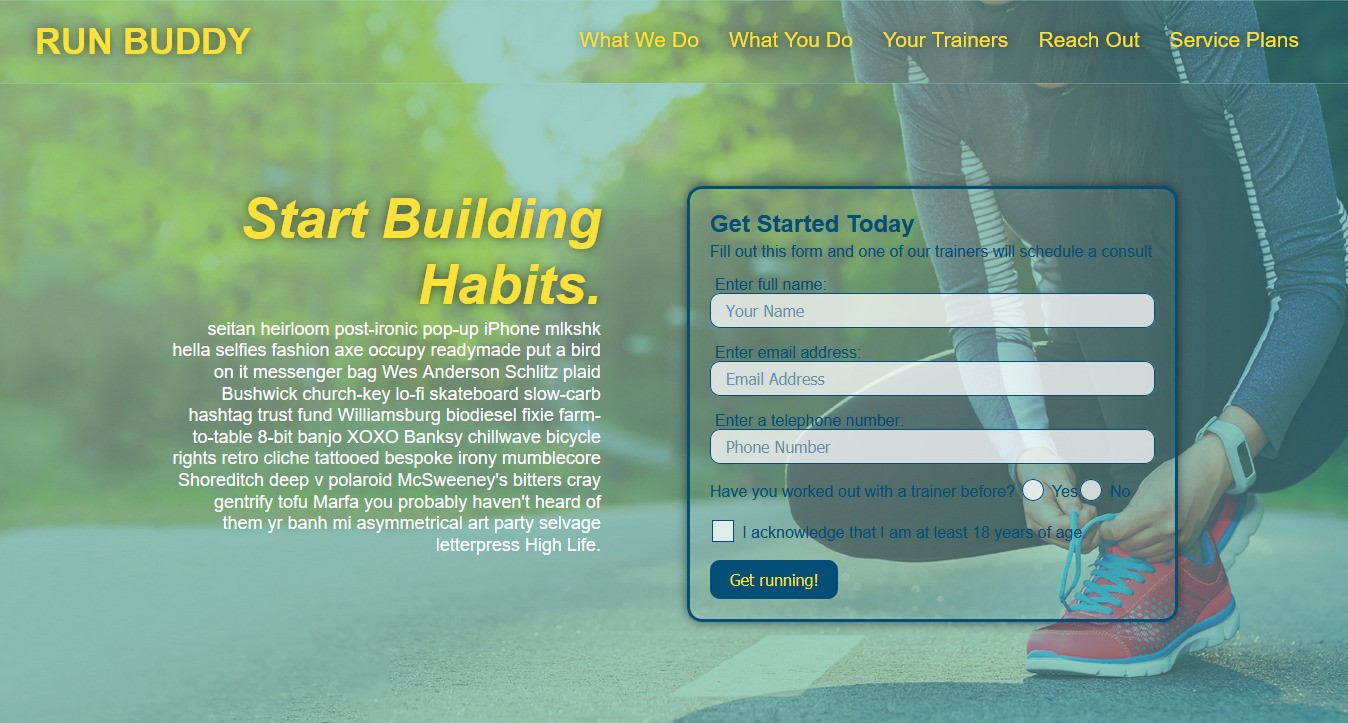 RUN BUDDY
What We Do What You Do Your Trainers Reach Out Service Plans
Start Building
Habits.
seitan heirloom post-ironic pop-up iPhone mlkshk
hella selfies fashion axe occupy readymade put a bird
on it messenger bag Wes Anderson Schlitz plaid
Bushwick church-key lo-fi skateboard slow-carb
hashtag trust fund Williamsburg biodiesel fixie farm-
to-table 8-bit banjo XOXO Banksy chillwave bicycle
rights retro cliche tattooed bespoke irony mumblecore
Shoreditch deep v polaroid McSweeney's bitters cray
gentrify tofu Marfa you probably haven't heard of
them yr banh mi asymmetrical art party selvage
letterpress High Life.
Get Started Today
Fill out this form and one of our trainers will schedule a consult
Enter full name:
Your Name
Enter email address:
Email Address
Enter a telephone number:
Phone Number
Have you worked out with a trainer before? Yes No
I acknowledge that I am at least 18 years of age.
Get running!